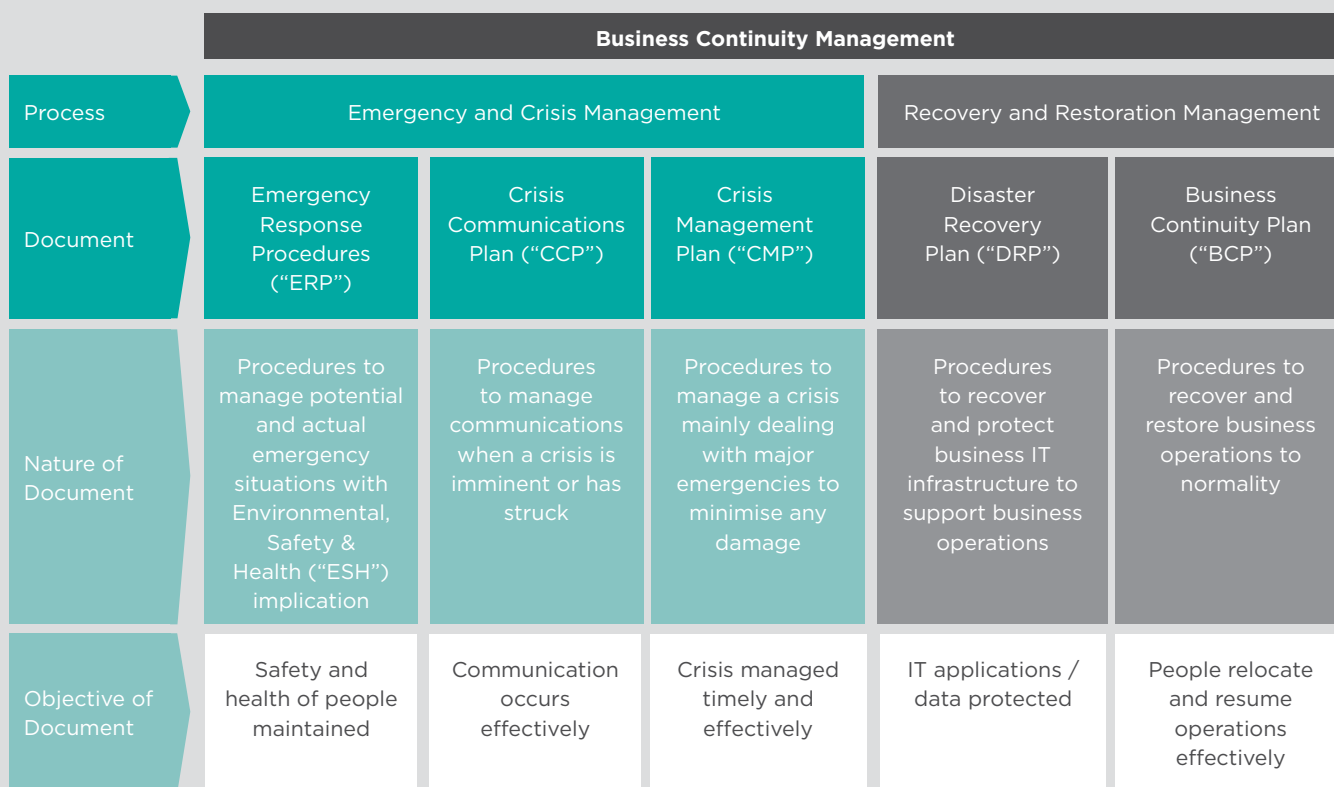 Business Continuity Management
Process
Emergency and Crisis Management
Recovery and Restoration Management
Document
Emergency
Response
Procedures
(“ERP”)
Crisis
Communications
Plan (“CCP”)
Crisis
Management
Plan (“CMP”)
Disaster
Recovery
Plan (“DRP”)
Business
Continuity Plan
(“BCP”)
Nature of
Document
Procedures to
manage potential
and actual
emergency
situations with
Environmental,
Safety &
Health (“ESH”)
implication
Procedures
to manage
communications
when a crisis is
imminent or has
struck
Procedures to
manage a crisis
mainly dealing
with major
emergencies to
minimise any
damage
Procedures
to recover
and protect
business IT
infrastructure to
support business
operations
Procedures to
recover and
restore business
operations to
normality
Objective of
Document
Safety and
health of people
maintained
Communication
occurs
effectively
Crisis managed
timely and
effectively
IT applications /
data protected
People relocate
and resume
operations
effectively